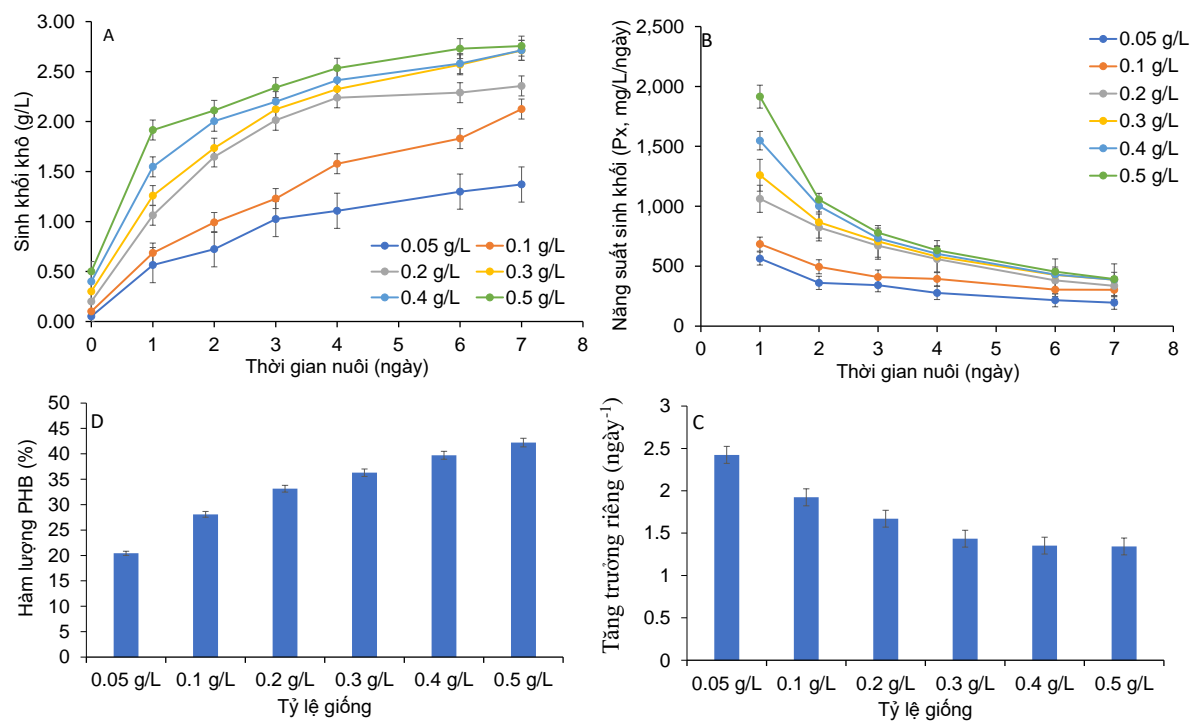 A
Sinh khối khô (g/L)
3.00
2.50
2.00
1.50
1.00
0.50
0.00
0 1 2 3 4 5 6 7 8
Thời gian nuôi (ngày)
0.05 g/L 0.1 g/L
0.2 g/L 0.3 g/L
0.4 g/L 0.5 g/L
B
Năng suất sinh khối (Px, mg/L/ngày)
2,500
2,000
1,500
1,000
500
0
0 1 2 3 4 5 6 7 8
Thời gian nuôi (ngày)
0.05 g/L
0.1 g/L
0.2 g/L
0.3 g/L
0.4 g/L
0.5 g/L
D
Hàm lượng PHB (%)
50
45
40
35
30
25
20
15
10
5
0
0.05 g/L 0.1 g/L 0.2 g/L 0.3 g/L 0.4 g/L 0.5 g/L
Tỷ lệ giống
C
Tăng trưởng riêng (ngày⁻¹)
3
2.5
2
1.5
1
0.5
0
0.05 g/L 0.1 g/L 0.2 g/L 0.3 g/L 0.4 g/L 0.5 g/L
Tỷ lệ giống